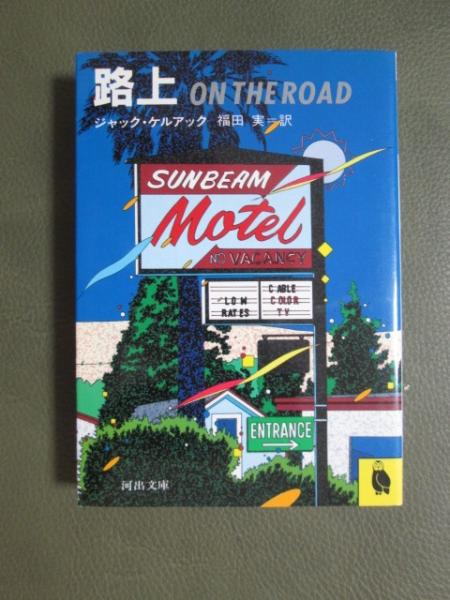 路上 ON THE ROAD
ジャック・ケルアック 福田 実=訳
SUNBEAM
Motel
NO VACANCY
LOW
RATES
CABLE
COLOR
TV
ENTRANCE
河出文庫